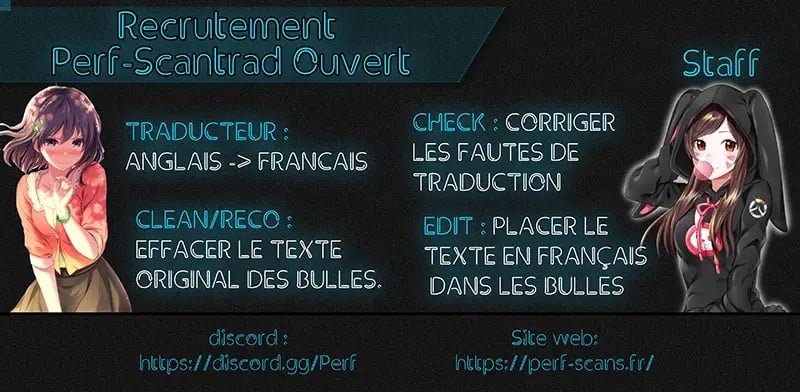 Recrutement
Perf-Scantrad Ouvert
Staff
TRADUCTEUR :
ANGLAIS -> FRANCAIS
CHECK : CORRIGER
LES FAUTES DE
TRADUCTION
CLEAN/RECO :
EFFACER LE TEXTE
ORIGINAL DES BULLES.
EDIT : PLACER LE
TEXTE EN FRANÇAIS
DANS LES BULLES
discord :
https://discord.gg/Perf
Site web:
https://perf-scans.fr/